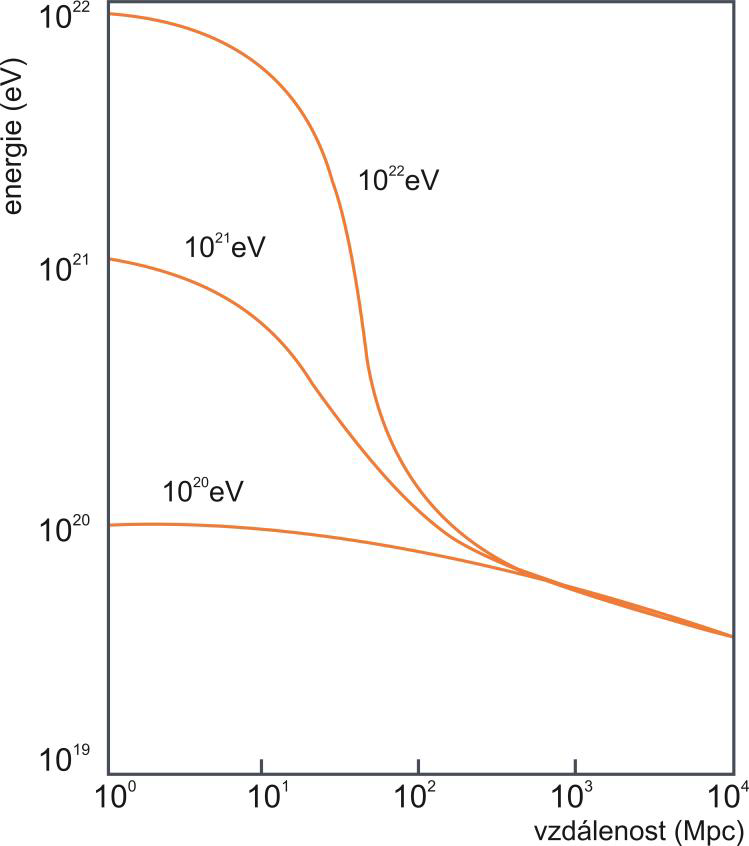 10²²
energie (eV)
10²²eV
10²¹eV
10²¹
10²⁰eV
10²⁰
10¹⁹
10⁰ 10¹ 10² 10³ 10⁴
vzdálenost (Mpc)